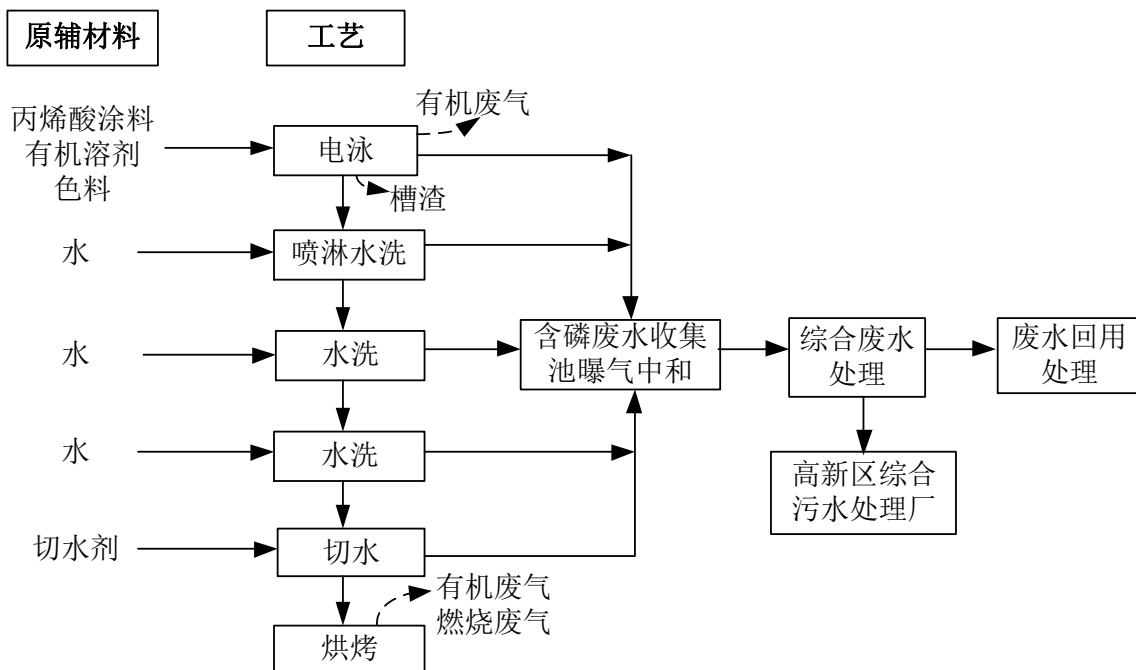 原辅材料
工艺
丙烯酸涂料
有机溶剂
色料
有机废气
电泳
槽渣
水
喷淋水洗
水
水洗
含磷废水收集
池曝气中和
综合废水
处理
废水回用
处理
水
水洗
高新区综合
污水处理厂
切水剂
切水
有机废气
燃烧废气
烘烤